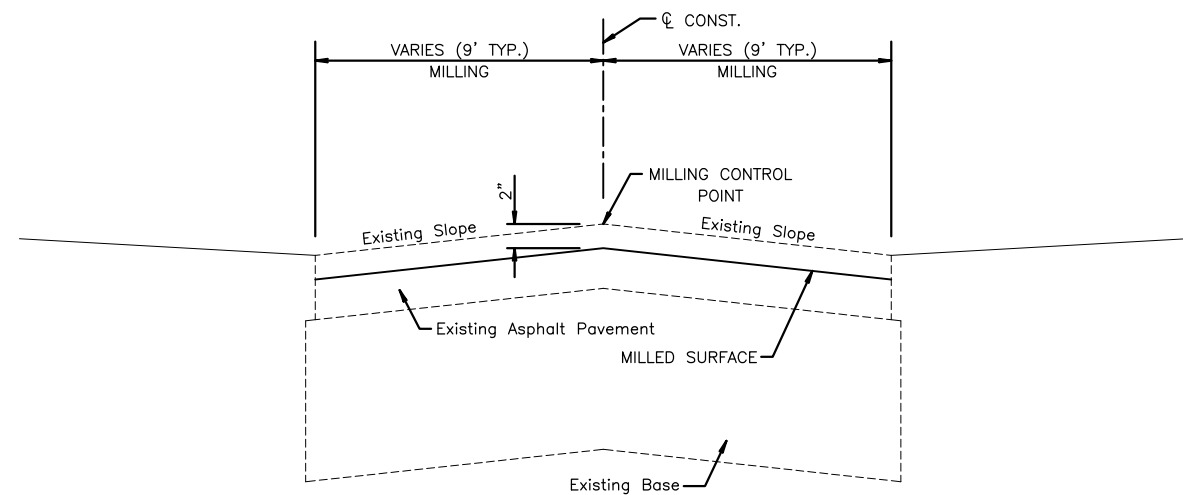 ℄ CONST.
VARIES (9' TYP.)
MILLING
VARIES (9' TYP.)
MILLING
2"
MILLING CONTROL
POINT
Existing Slope
Existing Slope
Existing Asphalt Pavement
MILLED SURFACE
Existing Base